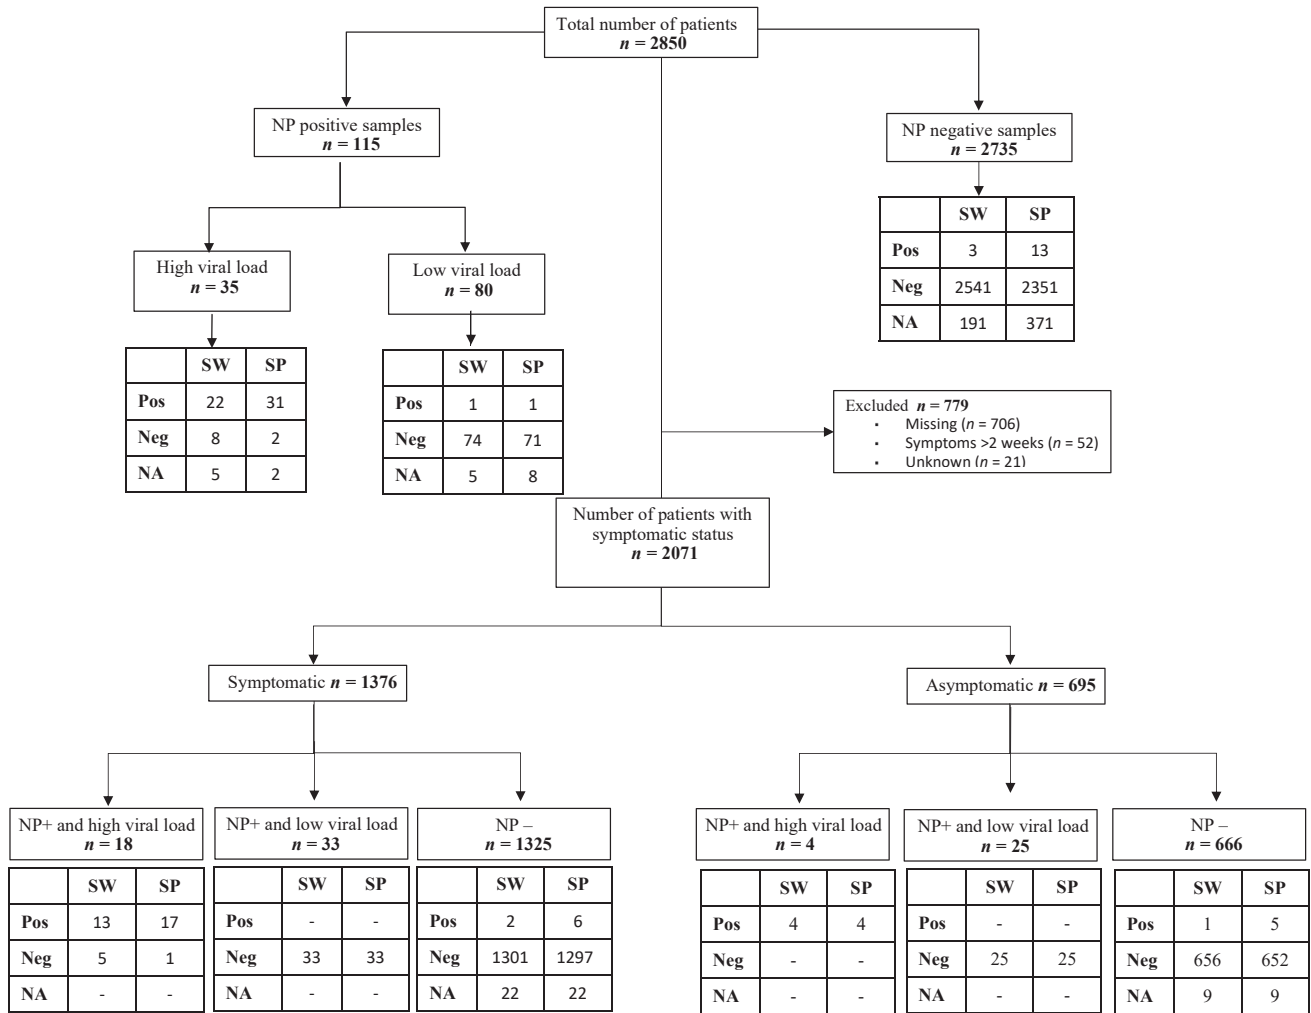 Total number of patients
n = 2850
NP positive samples
n = 115
NP negative samples
n = 2735
SW SP
Pos 3 13
Neg 2541 2351
NA 191 371
High viral load
n = 35
Low viral load
n = 80
SW SP
Pos 22 31
Neg 8 2
NA 5 2
SW SP
Pos 1 1
Neg 74 71
NA 5 8
Excluded n = 779
▪ Missing (n = 706)
▪ Symptoms >2 weeks (n = 52)
▪ Unknown (n = 21)
Number of patients with
symptomatic status
n = 2071
Symptomatic n = 1376
Asymptomatic n = 695
NP+ and high viral load
n = 18
NP+ and low viral load
n = 33
NP –
n = 1325
NP+ and high viral load
n = 4
NP+ and low viral load
n = 25
NP –
n = 666
SW SP
Pos 13 17
Neg 5 1
NA - -
SW SP
Pos - -
Neg 33 33
NA - -
SW SP
Pos 2 6
Neg 1301 1297
NA 22 22
SW SP
Pos 4 4
Neg - -
NA - -
SW SP
Pos - -
Neg 25 25
NA - -
SW SP
Pos 1 5
Neg 656 652
NA 9 9